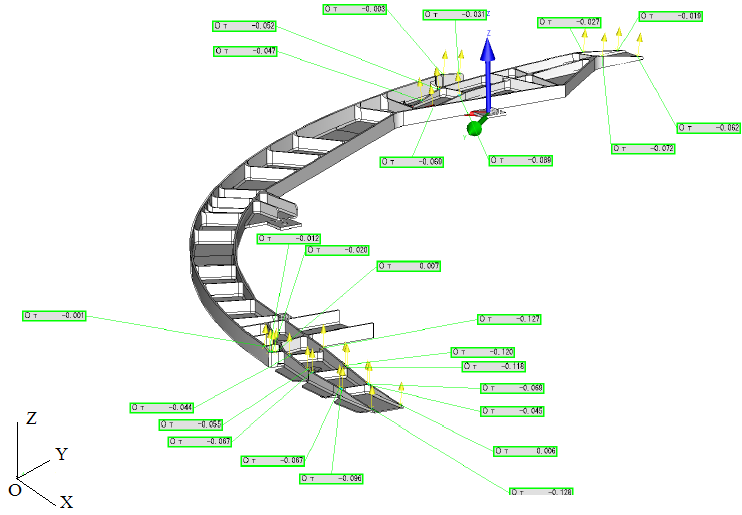 O T -0.003
O T -0.031
Z
O T -0.019
O T -0.052
O T -0.027
O T -0.047
O T -0.062
O T -0.072
O T -0.060
O T -0.089
O T -0.012
O T -0.020
O T 0.007
O T -0.001
O T -0.127
O T -0.120
O T -0.118
O T -0.069
O T -0.044
O T -0.045
O T -0.055
O T -0.067
O T 0.006
O T -0.067
O T -0.096
O T -0.128
Z
Y
O
X